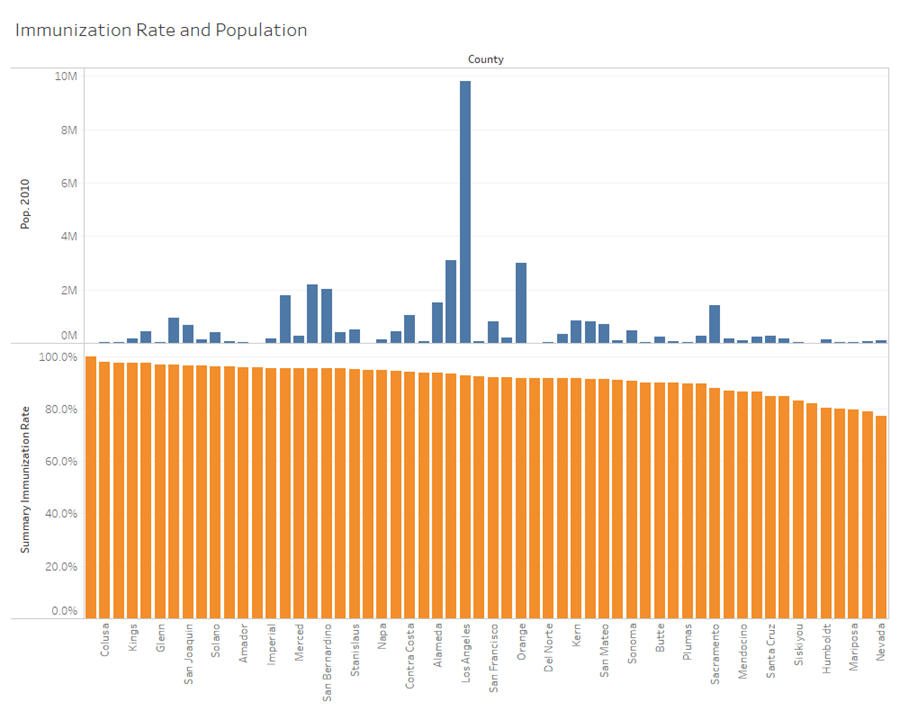 Immunization Rate and Population
County
Pop. 2010
10M
8M
6M
4M
2M
0M
Summary Immunization Rate
100.0%
80.0%
60.0%
40.0%
20.0%
0.0%
Colusa
Kings
Glenn
San Joaquin
Solano
Amador
Imperial
Merced
San Bernardino
Stanislaus
Napa
Contra Costa
Alameda
Los Angeles
San Francisco
Orange
Del Norte
Kern
San Mateo
Sonoma
Butte
Plumas
Sacramento
Mendocino
Santa Cruz
Siskiyou
Humboldt
Mariposa
Nevada